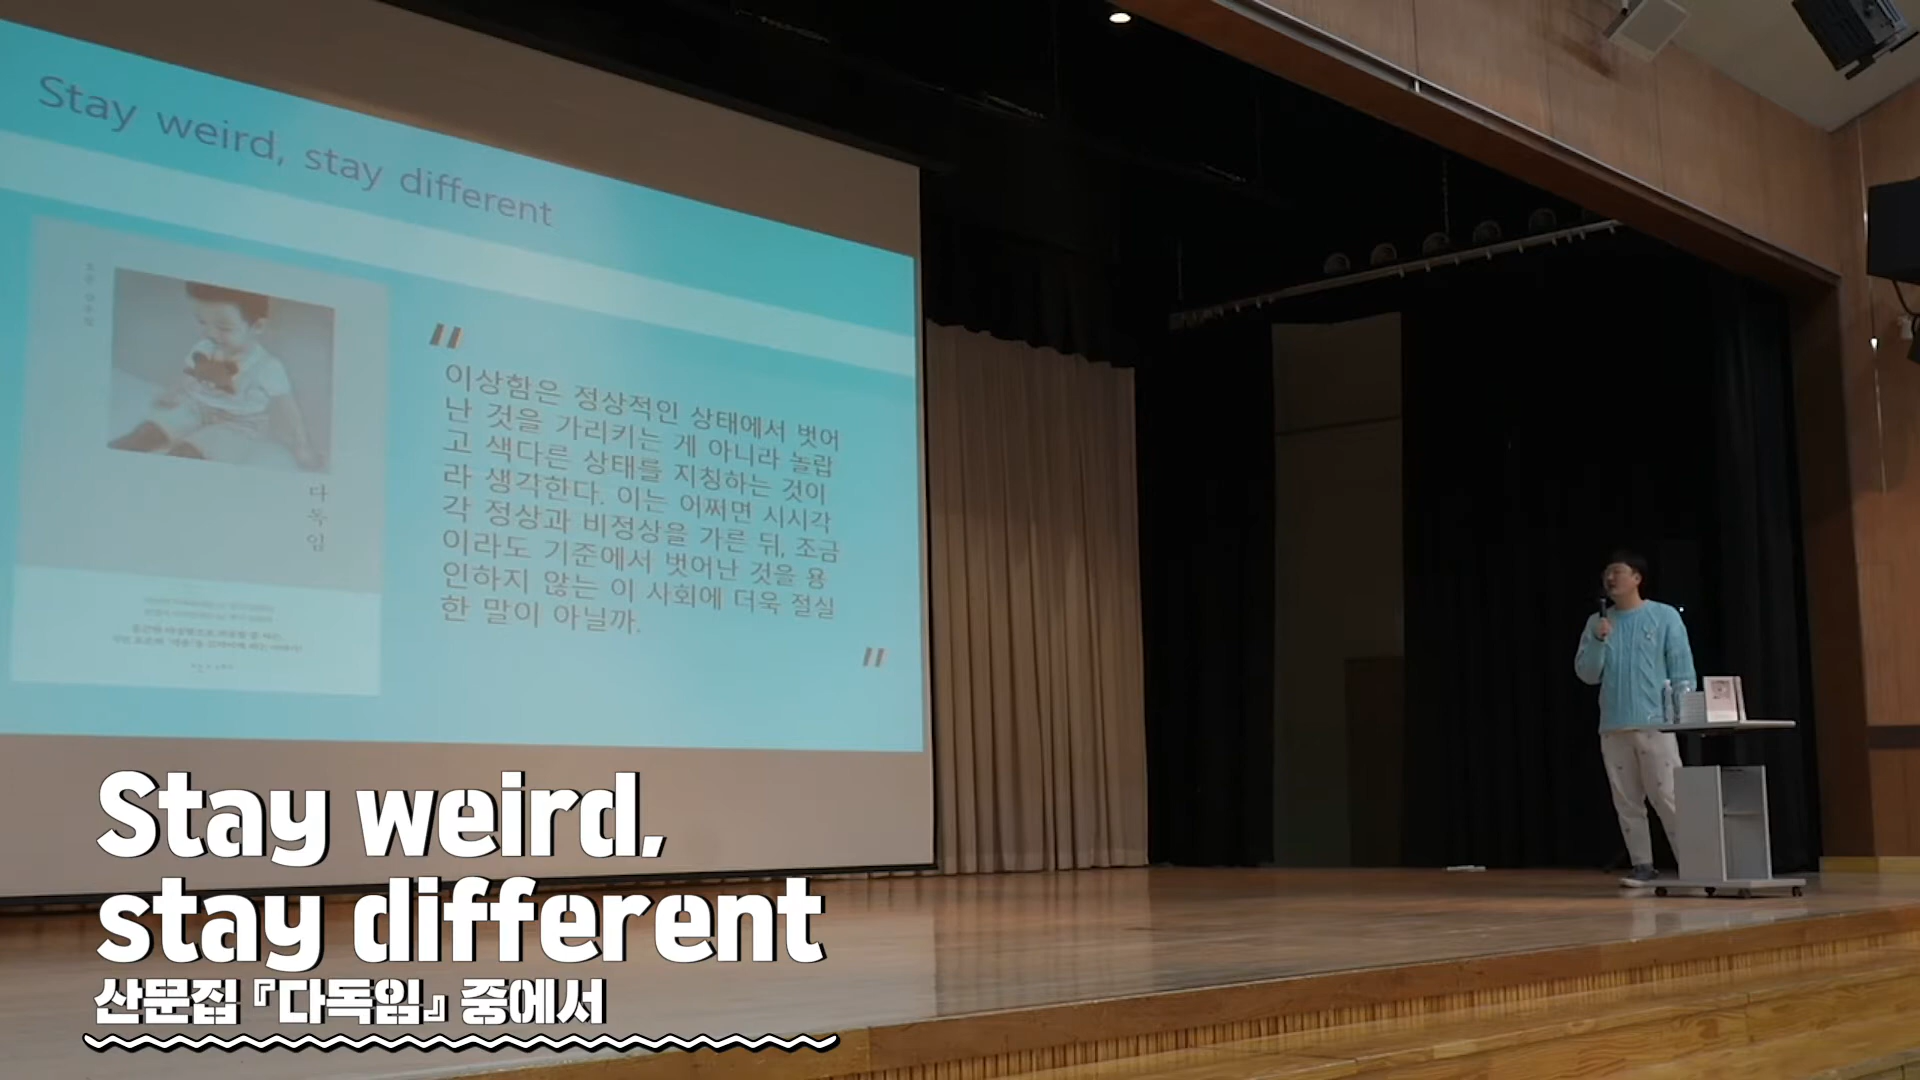 Stay weird, stay different
다
독
임
"
이상함은 정상적인 상태에서 벗어
난 것을 가리키는 게 아니라 놀랍
고 색다른 상태를 지칭하는 것이
라 생각한다. 이는 어쩌면 시시각
각 정상과 비정상을 가른 뒤, 조금
이라도 기준에서 벗어난 것을 용
인하지 않는 이 사회에 더욱 절실
한 말이 아닐까.
"
Stay weird,
stay different
산문집 『다독임』 중에서